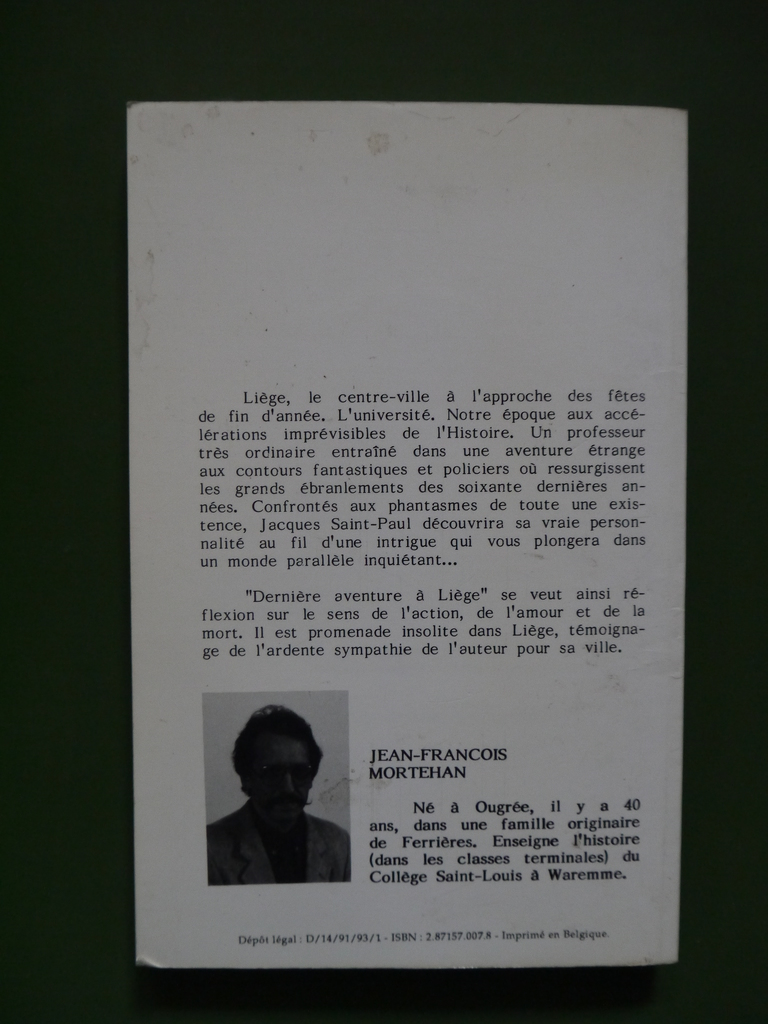 Liège, le centre-ville à l'approche des fêtes
de fin d'année. L'université. Notre époque aux accé-
lérations imprévisibles de l'Histoire. Un professeur
très ordinaire entraîné dans une aventure étrange
aux contours fantastiques et policiers où ressurgissent
les grands ébranlements des soixante dernières an-
nées. Confrontés aux phantasmes de toute une exis-
tence, Jacques Saint-Paul découvrira sa vraie person-
nalité au fil d'une intrigue qui vous plongera dans
un monde parallèle inquiétant...
"Dernière aventure à Liège" se veut ainsi ré-
flexion sur le sens de l'action, de l'amour et de la
mort. Il est promenade insolite dans Liège, témoigna-
ge de l'ardente sympathie de l'auteur pour sa ville.
JEAN-FRANCOIS
MORTEHAN
Né à Ougrée, il y a 40
ans, dans une famille originaire
de Ferrières. Enseigne l'histoire
(dans les classes terminales) du
Collège Saint-Louis à Waremme.
Dépôt légal : D/14/91/93/1 - ISBN : 2.87157.007.8 - Imprimé en Belgique.